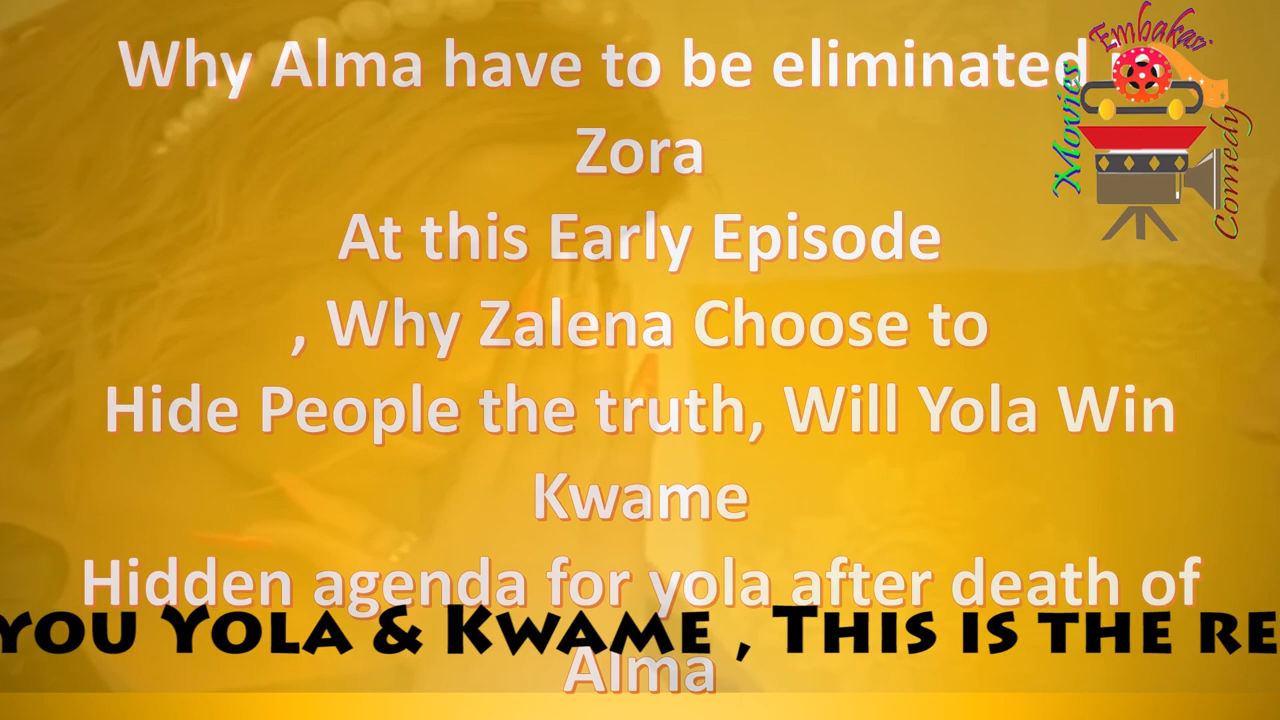 Why Alma have to be eliminated
Zora
At this Early Episode
, Why Zalena Choose to
Hide People the truth, Will Yola Win
Kwame
Hidden agenda for yola after death of
Alma
YOU YOLA & KWAME , THIS IS THE RE
Embakasi
Movies
Comedy